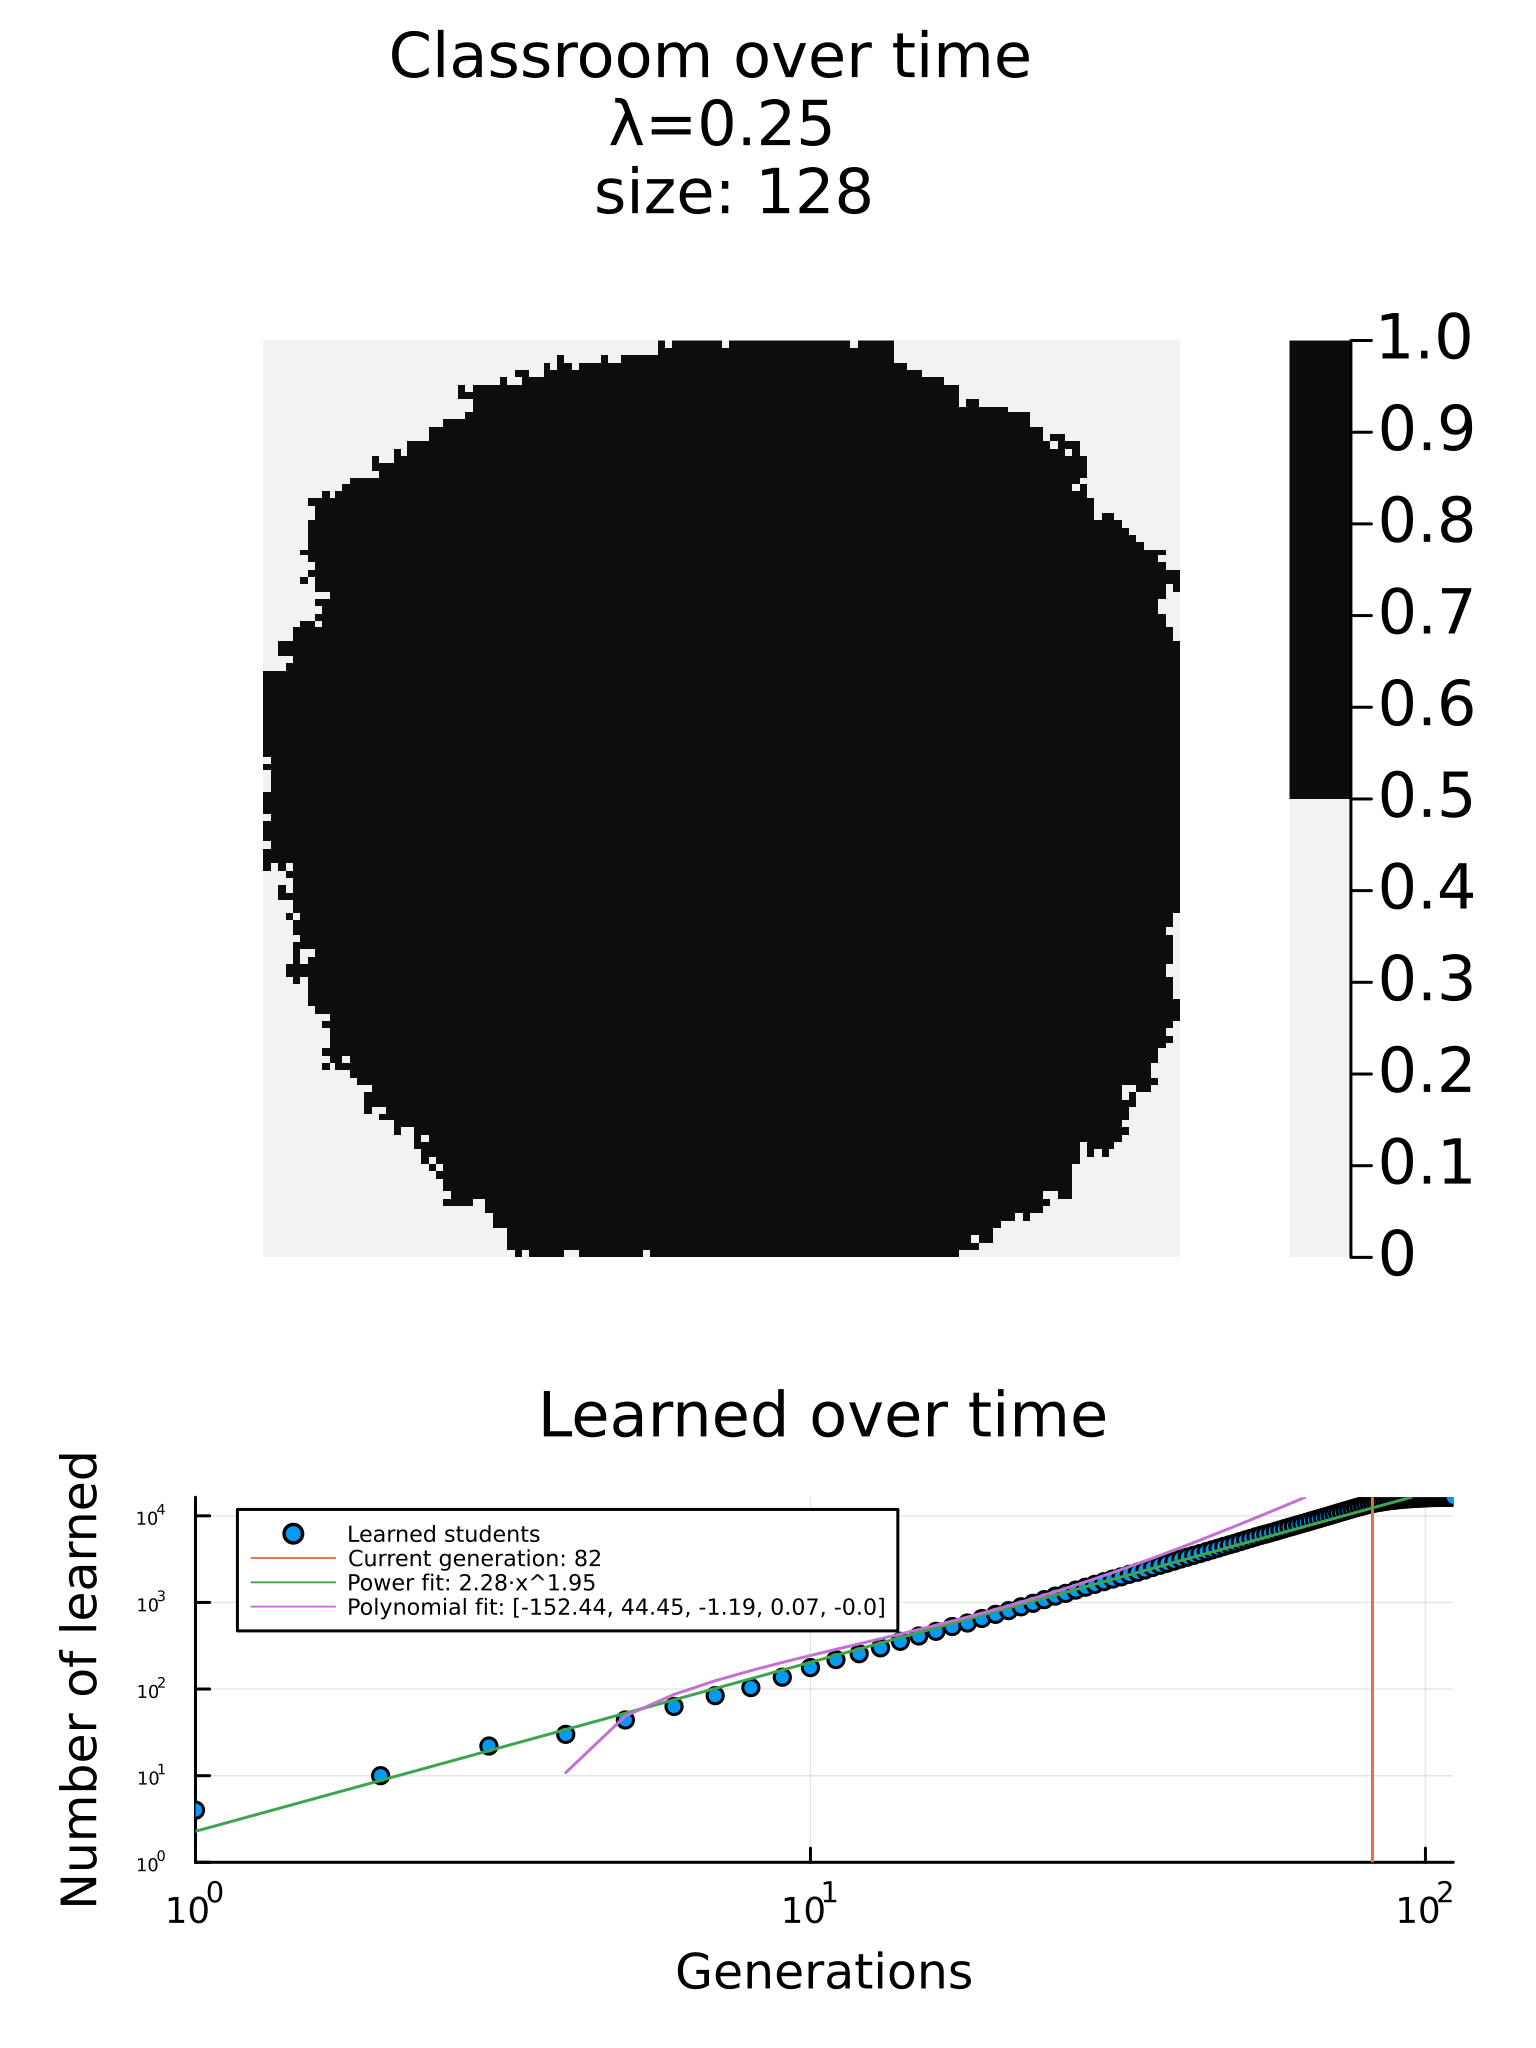 Classroom over time
λ=0.25
size: 128
1.0
0.9
0.8
0.7
0.6
0.5
0.4
0.3
0.2
0.1
0
Learned over time
Number of learned
10^4
10^3
10^2
10^1
10^0
Learned students
Current generation: 82
Power fit: 2.28·x^1.95
Polynomial fit: [-152.44, 44.45, -1.19, 0.07, -0.0]
10^0 10^1 10^2
Generations